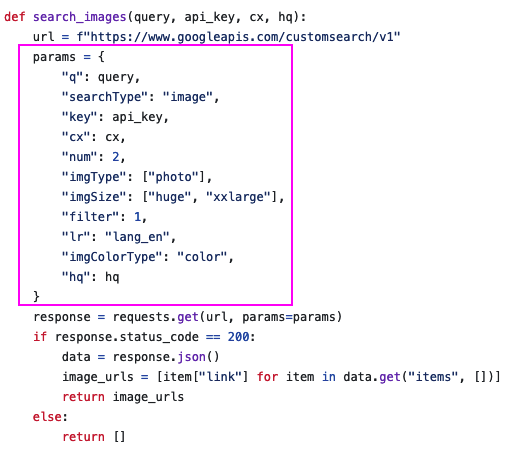 def search_images(query, api_key, cx, hq):
    url = f"https://www.googleapis.com/customsearch/v1"
    params = {
        "q": query,
        "searchType": "image",
        "key": api_key,
        "cx": cx,
        "num": 2,
        "imgType": ["photo"],
        "imgSize": ["huge", "xxlarge"],
        "filter": 1,
        "lr": "lang_en",
        "imgColorType": "color",
        "hq": hq
    }
    response = requests.get(url, params=params)
    if response.status_code == 200:
        data = response.json()
        image_urls = [item["link"] for item in data.get("items", [])]
        return image_urls
    else:
        return []